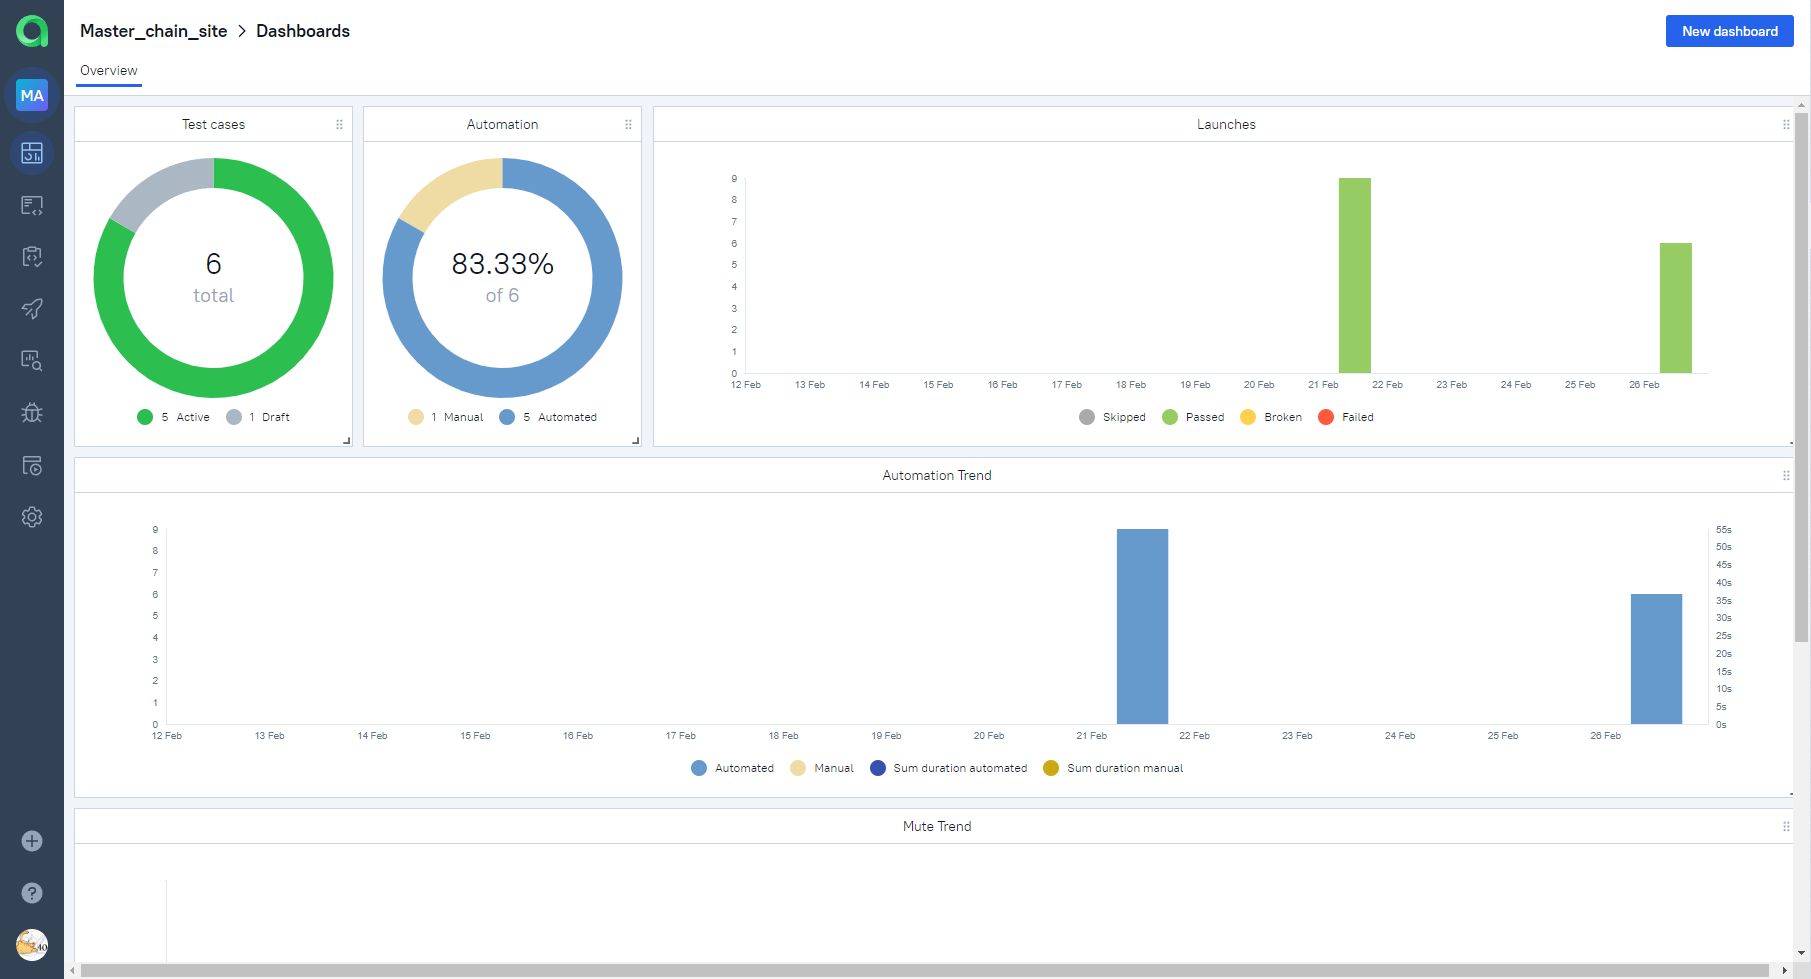 Master_chain_site > Dashboards
New dashboard
Overview
MA
Test cases
6
total
5 Active 1 Draft
Automation
83.33%
of 6
1 Manual 5 Automated
Launches
9
8
7
6
5
4
3
2
1
0
12 Feb 13 Feb 14 Feb 15 Feb 16 Feb 17 Feb 18 Feb 19 Feb 20 Feb 21 Feb 22 Feb 23 Feb 24 Feb 25 Feb 26 Feb
Skipped Passed Broken Failed
Automation Trend
9
8
7
6
5
4
3
2
1
0
55s
50s
45s
40s
35s
30s
25s
20s
15s
10s
5s
0s
12 Feb 13 Feb 14 Feb 15 Feb 16 Feb 17 Feb 18 Feb 19 Feb 20 Feb 21 Feb 22 Feb 23 Feb 24 Feb 25 Feb 26 Feb
Automated Manual Sum duration automated Sum duration manual
Mute Trend
?